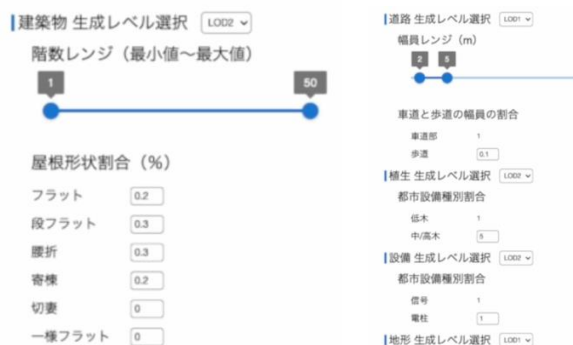 建築物 生成レベル選択 LOD2
階数レンジ（最小値～最大値）
1 50
屋根形状割合（%）
フラット 0.2
段フラット 0.3
腰折 0.3
寄棟 0.2
切妻 0
一様フラット 0
道路 生成レベル選択 LOD1
幅員レンジ（m）
2 5
車道と歩道の幅員の割合
車道部 1
歩道 0.1
植生 生成レベル選択 LOD2
都市設備種別割合
低木 1
中/高木 5
設備 生成レベル選択 LOD2
都市設備種別割合
信号 1
電柱 1
地形 生成レベル選択 LOD1